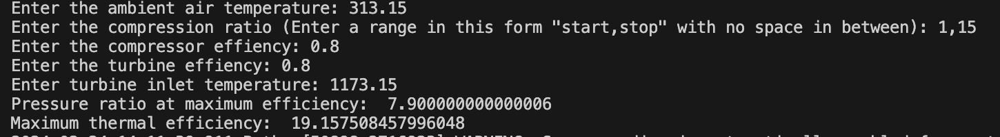 Enter the ambient air temperature: 313.15
Enter the compression ratio (Enter a range in this form "start,stop" with no space in between): 1,15
Enter the compressor effiency: 0.8
Enter the turbine effiency: 0.8
Enter turbine inlet temperature: 1173.15
Pressure ratio at maximum efficiency:  7.900000000000006
Maximum thermal efficiency:  19.157508457996048